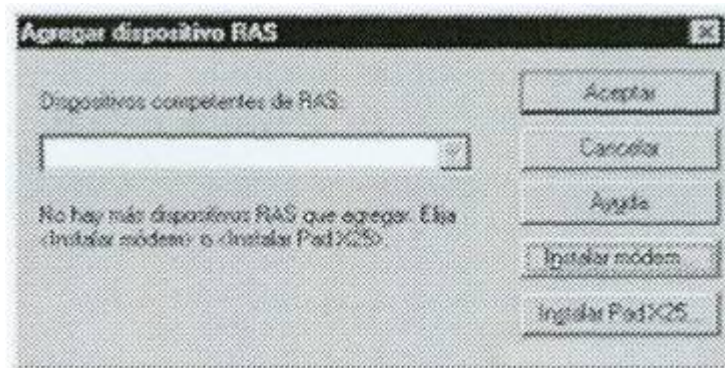 Agregar dispositivo RAS
Dispositivos competentes de RAS:
No hay más dispositivos RAS que agregar. Elija
<Instalar módem> o <Instalar Pad X25>.
Aceptar
Cancelar
Ayuda
Instalar módem...
Instalar Pad X25...